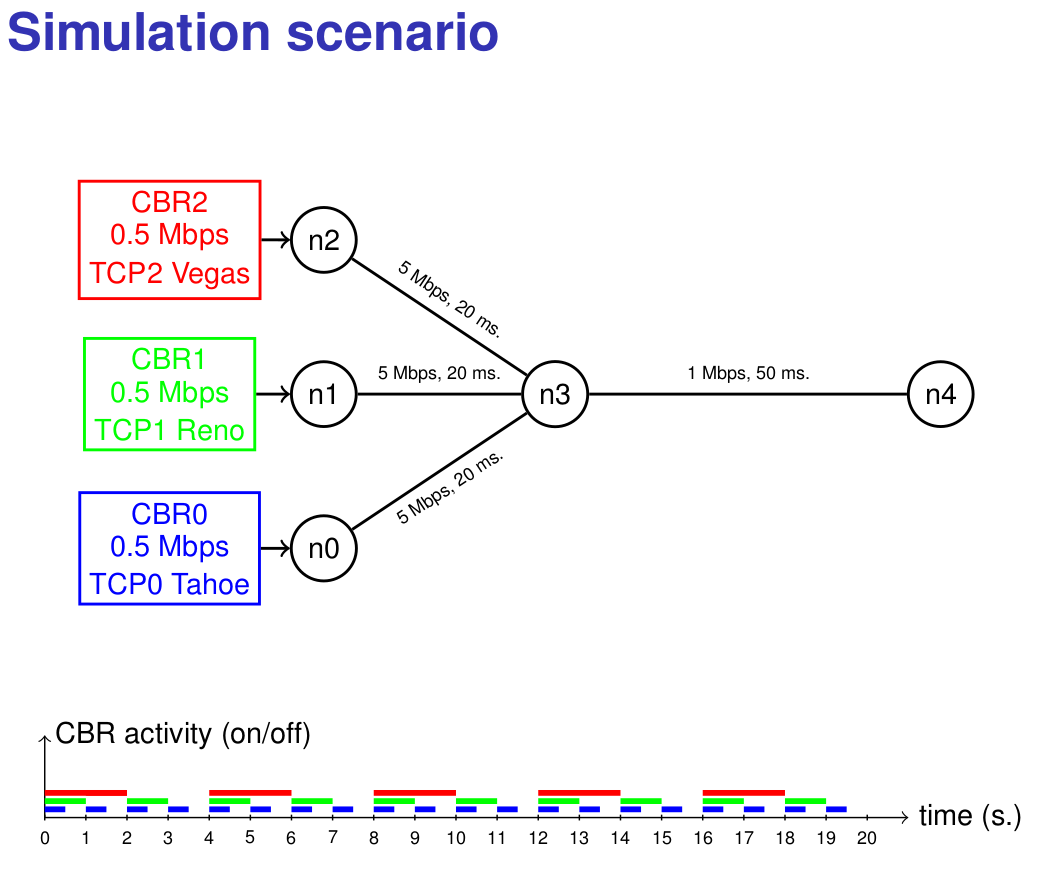 Simulation scenario
CBR2
0.5 Mbps
TCP2 Vegas
n2
5 Mbps, 20 ms.
CBR1
0.5 Mbps
TCP1 Reno
n1
5 Mbps, 20 ms.
n3
1 Mbps, 50 ms.
n4
CBR0
0.5 Mbps
TCP0 Tahoe
n0
5 Mbps, 20 ms.
CBR activity (on/off)
time (s.)
0 1 2 3 4 5 6 7 8 9 10 11 12 13 14 15 16 17 18 19 20